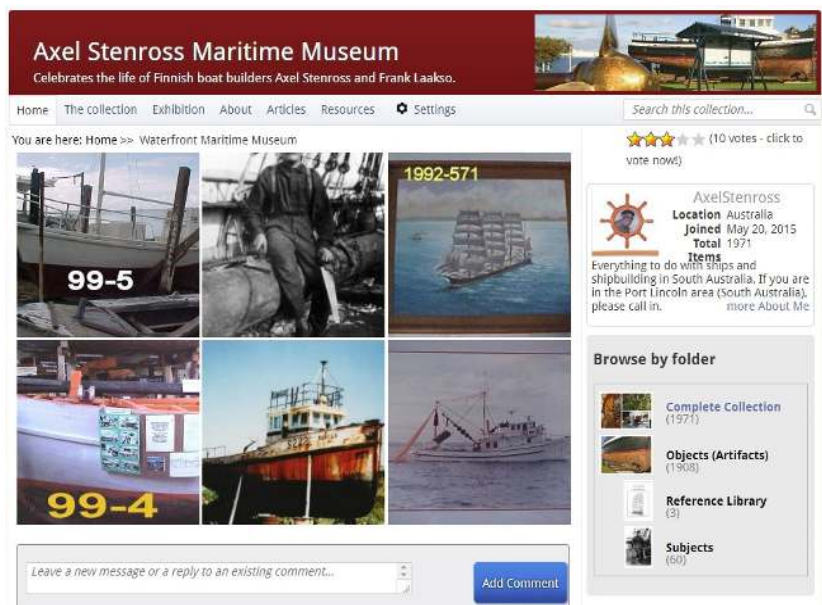 Axel Stenross Maritime Museum
Celebrates the life of Finnish boat builders Axel Stenross and Frank Laakso.
Home The collection Exhibition About Articles Resources Settings
Search this collection...
You are here: Home >> Waterfront Maritime Museum
99-5
1992-571
99-4
Leave a new message or a reply to an existing comment...
Add Comment
(10 votes - click to
vote now!)
AxelStenross
Location Australia
Joined May 20, 2015
Total 1971
Items
Everything to do with ships and
shipbuilding in South Australia. If you are
in the Port Lincoln area (South Australia),
please call in. more About Me
Browse by folder
Complete Collection
(1971)
Objects (Artifacts)
(1908)
Reference Library
(3)
Subjects
(60)